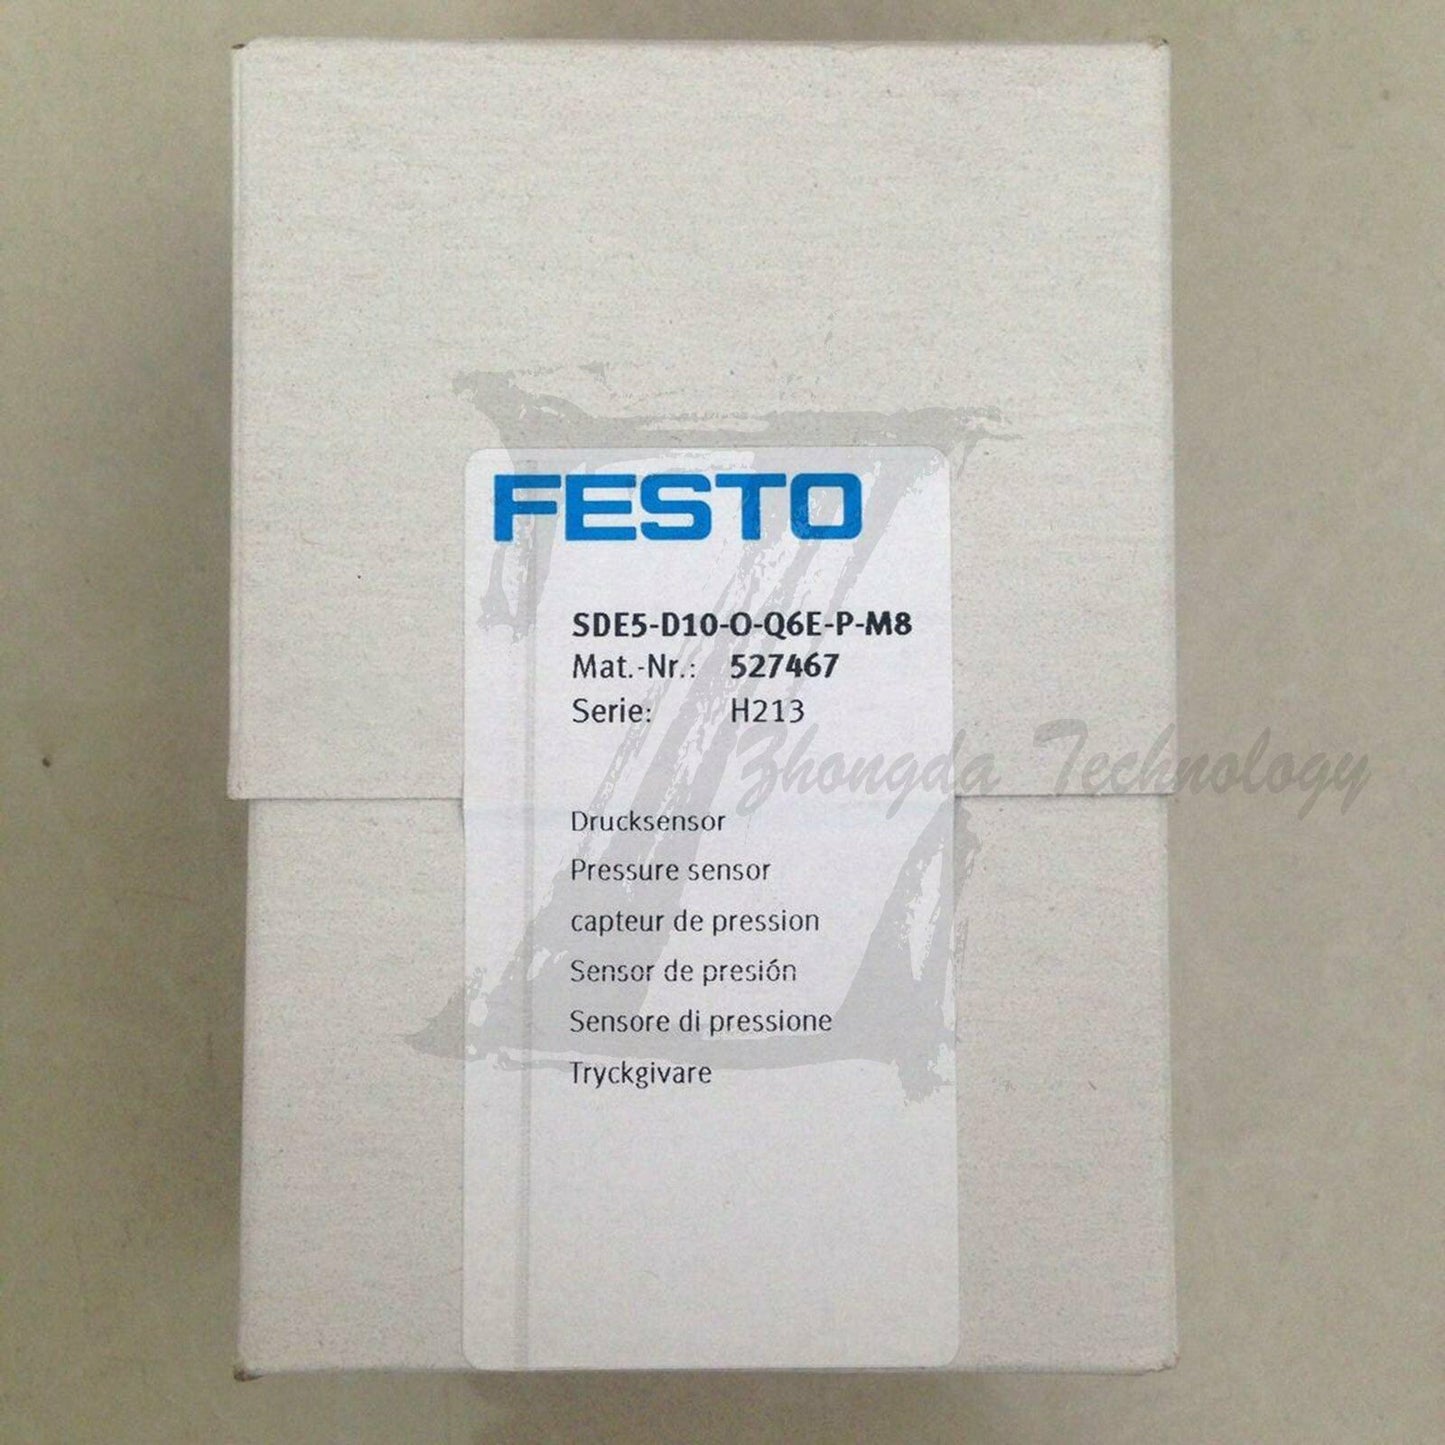 FESTO
SDE5-D10-O-Q6E-P-M8
Mat.-Nr.: 527467
Serie: H213
Zhongda Technology
Drucksensor
Pressure sensor
capteur de pression
Sensor de presión
Sensore di pressione
Tryckgivare